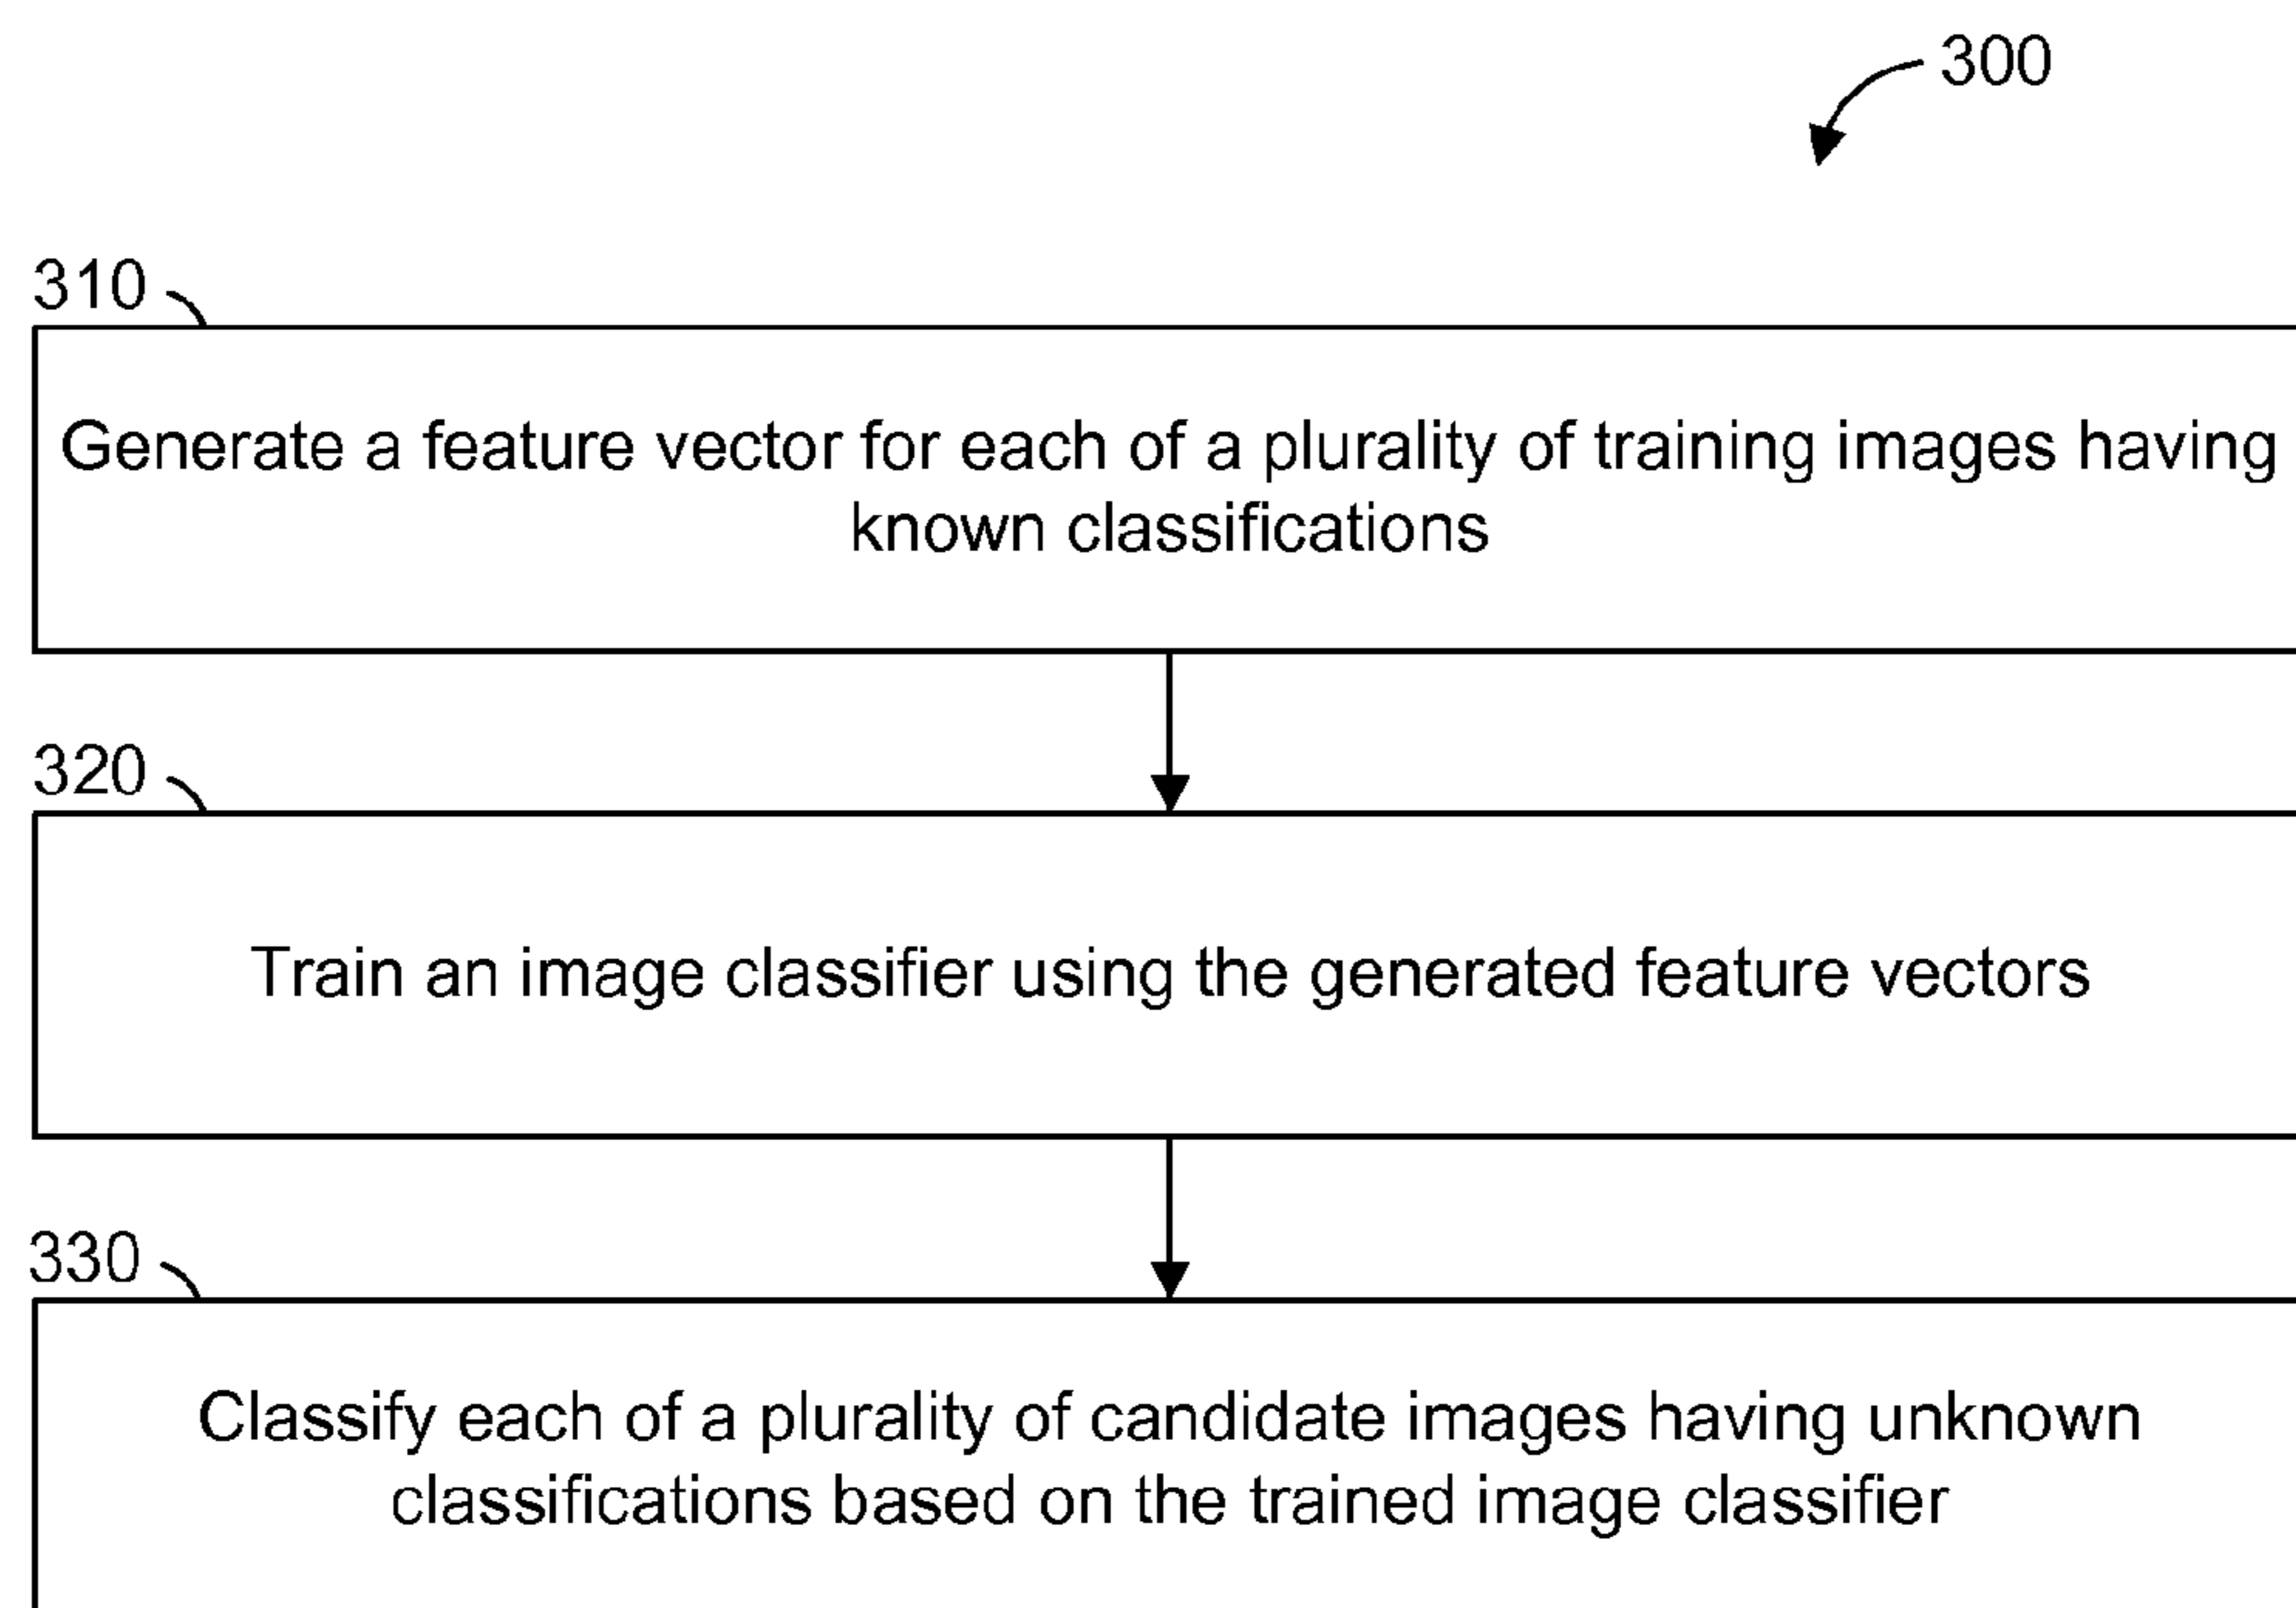 300
310
Generate a feature vector for each of a plurality of training images having
known classifications
320
Train an image classifier using the generated feature vectors
330
Classify each of a plurality of candidate images having unknown
classifications based on the trained image classifier